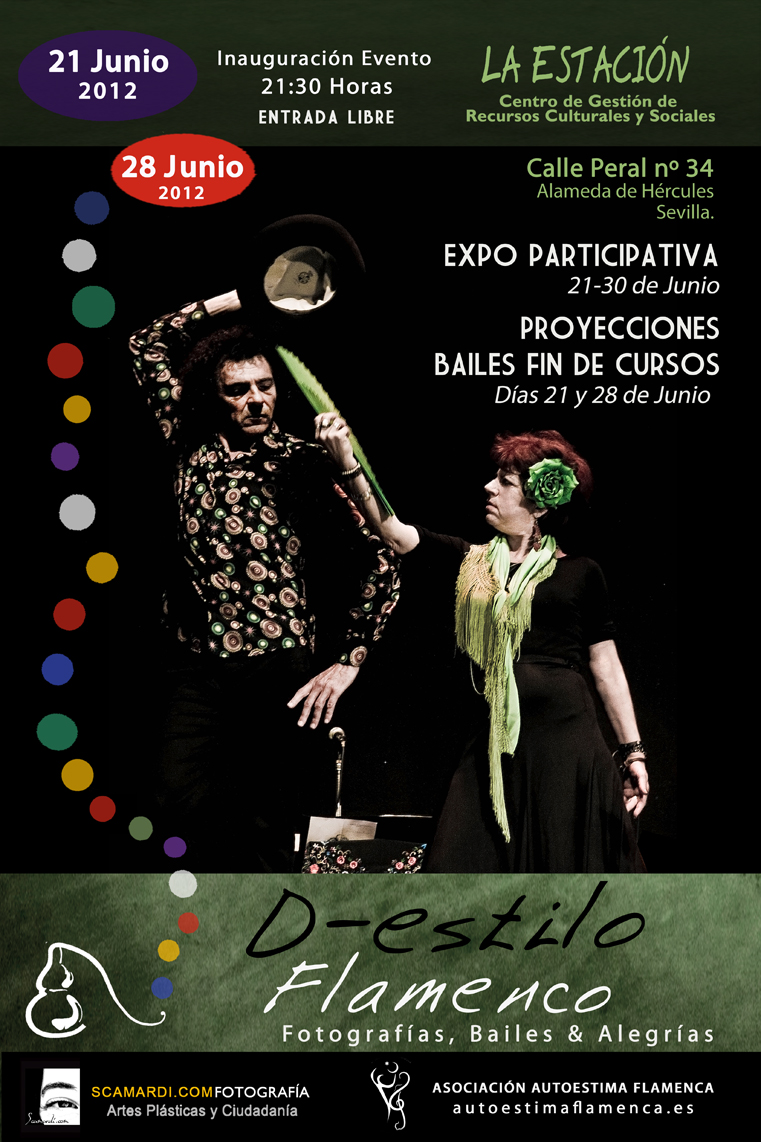 21 Junio
2012
Inauguración Evento
21:30 Horas
ENTRADA LIBRE
LA ESTACIÓN
Centro de Gestión de
Recursos Culturales y Sociales
28 Junio
2012
Calle Peral nº 34
Alameda de Hércules
Sevilla.
EXPO PARTICIPATIVA
21-30 de Junio
PROYECCIONES
BAILES FIN DE CURSOS
Días 21 y 28 de Junio
D-estilo
Flamenco
Fotografías, Bailes & Alegrías
Scamardi.com
SCAMARDI.COMFOTOGRAFÍA
Artes Plásticas y Ciudadanía
ASOCIACIÓN AUTOESTIMA FLAMENCA
autoestimaflamenca.es